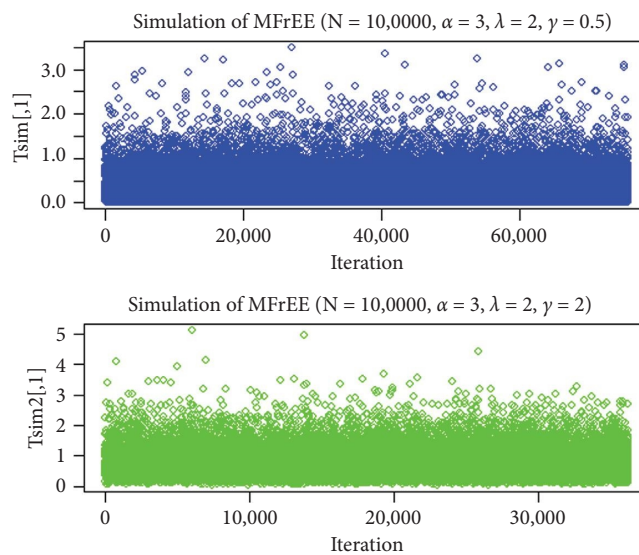 Simulation of MFrEE (N = 10,0000, α = 3, λ = 2, γ = 0.5)
Tsim[,1]
3.0
2.0
1.0
0.0
0 20,000 40,000 60,000
Iteration
Simulation of MFrEE (N = 10,0000, α = 3, λ = 2, γ = 2)
Tsim2[,1]
5
4
3
2
1
0
0 10,000 20,000 30,000
Iteration